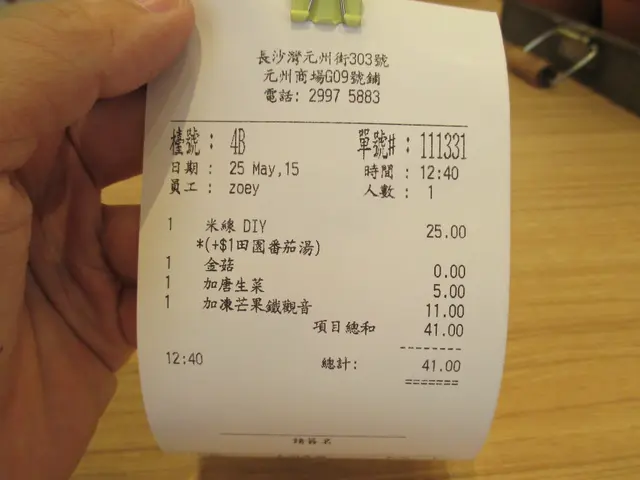 長沙灣元州街303號
元州商場G09號鋪
電話: 2997 5883
檯號: 4B 單號#: 111331
日期: 25 May,15 時間: 12:40
員工: zoey 人數: 1
1 米線 DIY 25.00
*(+$1田園番茄湯)
1 金菇 0.00
1 加唐生菜 5.00
1 加凍芒果鐵觀音 11.00
項目總和 41.00
--------
12:40 總計: 41.00
=======